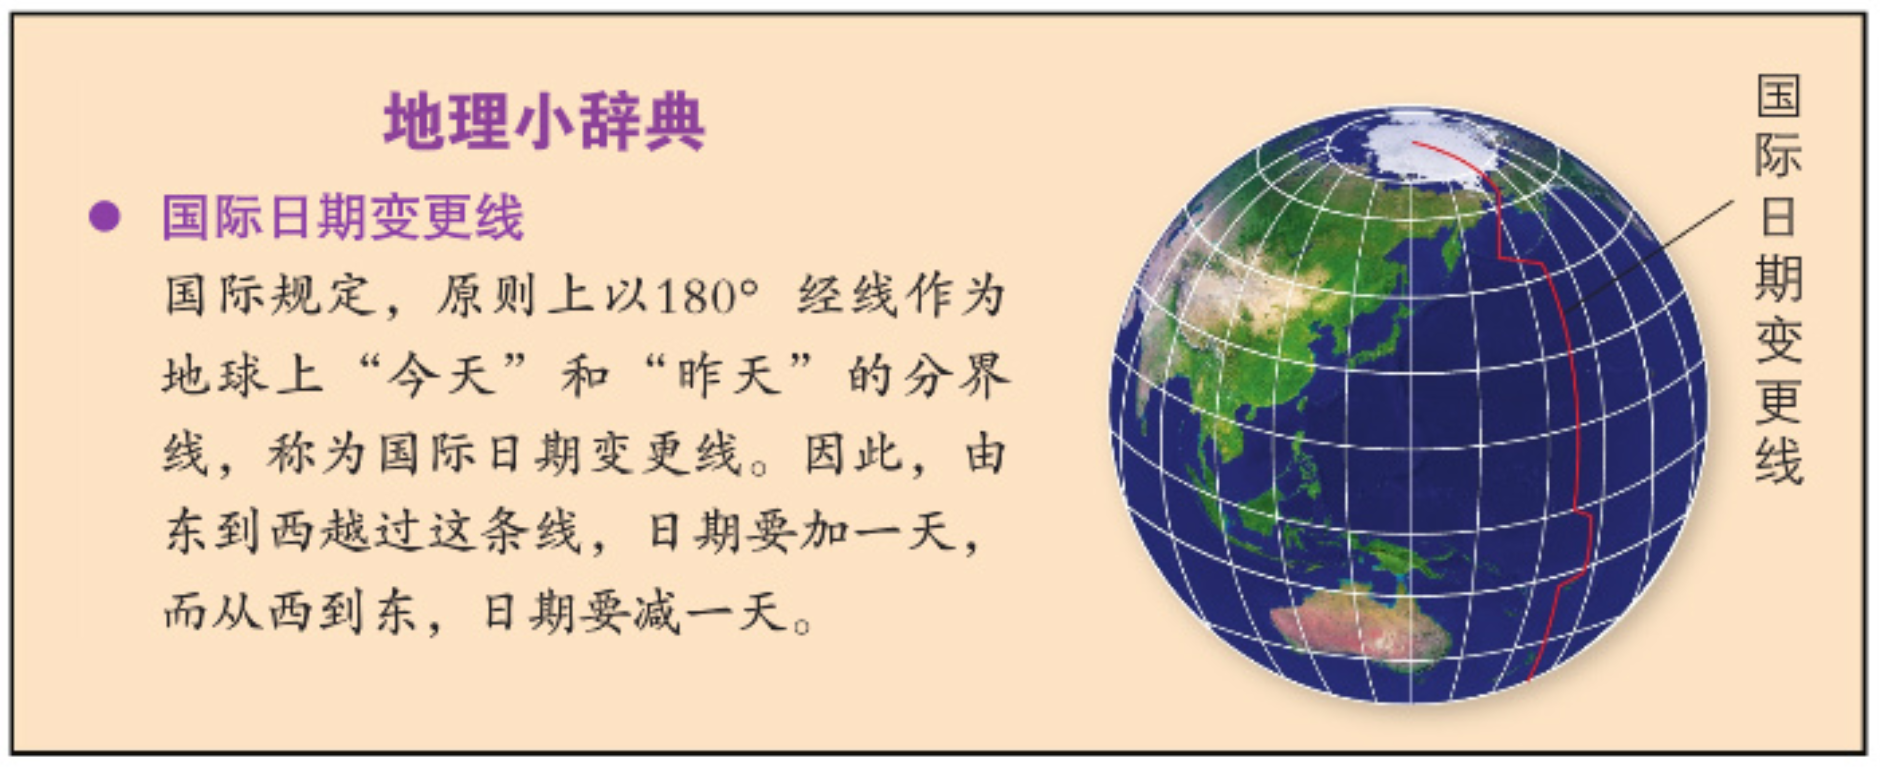 地理小辞典
● 国际日期变更线
国际规定，原则上以180° 经线作为
地球上“今天”和“昨天”的分界
线，称为国际日期变更线。因此，由
东到西越过这条线，日期要加一天，
而从西到东，日期要减一天。
国际日期变更线